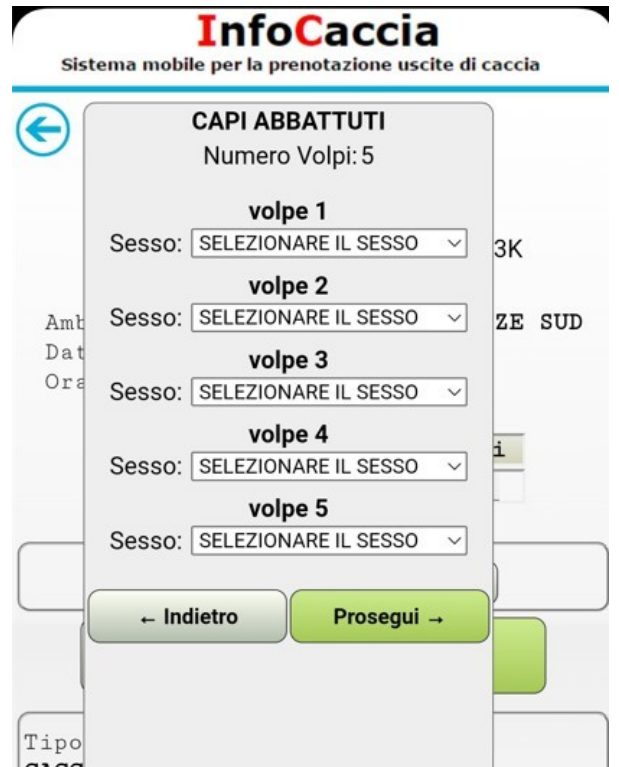 InfoCaccia
Sistema mobile per la prenotazione uscite di caccia
CAPI ABBATTUTI
Numero Volpi: 5
volpe 1
Sesso: SELEZIONARE IL SESSO
3K
volpe 2
Amb
Sesso: SELEZIONARE IL SESSO
ZE SUD
Dat
volpe 3
Ora
Sesso: SELEZIONARE IL SESSO
volpe 4
i
Sesso: SELEZIONARE IL SESSO
volpe 5
Sesso: SELEZIONARE IL SESSO
← Indietro
Prosegui →
Tipo